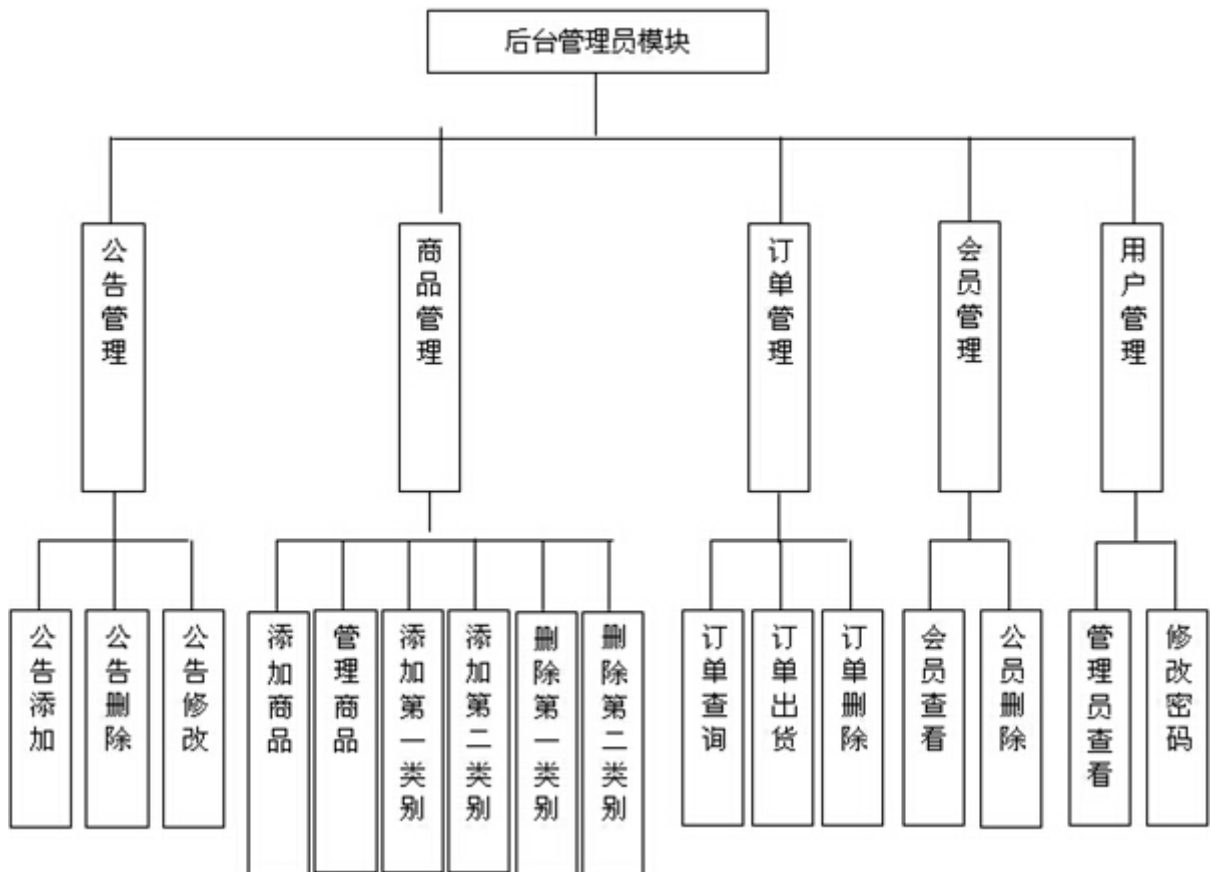 后台管理员模块
公告管理
商品管理
订单管理
会员管理
用户管理
公告添加
公告删除
公告修改
添加商品
管理商品
添加第一类别
添加第二类别
删除第一类别
删除第二类别
订单查询
订单出货
订单删除
会员查看
公员删除
管理员查看
修改密码